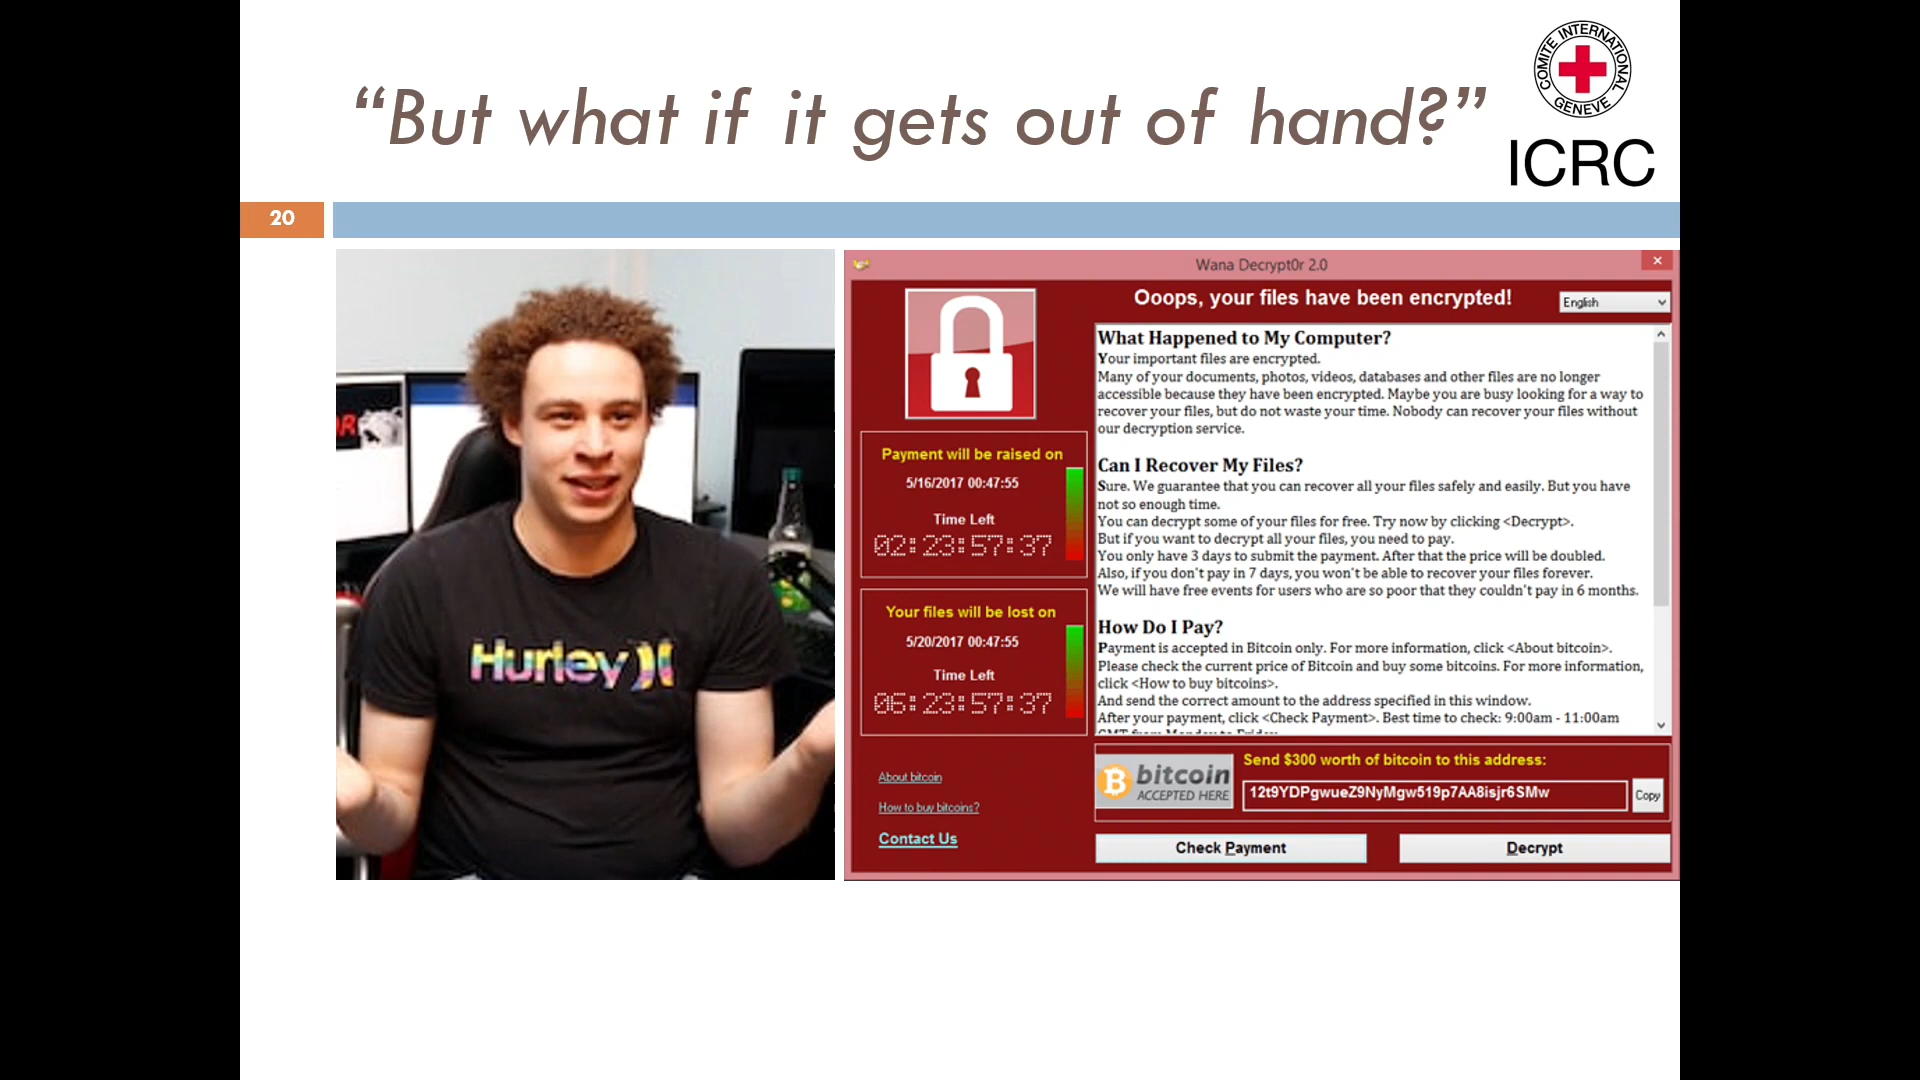 “But what if it gets out of hand?”
COMITE INTERNATIONAL GENEVE
ICRC
20
Hurley
Wana Decrypt0r 2.0
Ooops, your files have been encrypted!
English
Payment will be raised on
5/16/2017 00:47:55
Time Left
02:23:57:37
Your files will be lost on
5/20/2017 00:47:55
Time Left
06:23:57:37
About bitcoin
How to buy bitcoins?
Contact Us
What Happened to My Computer?
Your important files are encrypted.
Many of your documents, photos, videos, databases and other files are no longer
accessible because they have been encrypted. Maybe you are busy looking for a way to
recover your files, but do not waste your time. Nobody can recover your files without
our decryption service.
Can I Recover My Files?
Sure. We guarantee that you can recover all your files safely and easily. But you have
not so enough time.
You can decrypt some of your files for free. Try now by clicking <Decrypt>.
But if you want to decrypt all your files, you need to pay.
You only have 3 days to submit the payment. After that the price will be doubled.
Also, if you don't pay in 7 days, you won't be able to recover your files forever.
We will have free events for users who are so poor that they couldn't pay in 6 months.
How Do I Pay?
Payment is accepted in Bitcoin only. For more information, click <About bitcoin>.
Please check the current price of Bitcoin and buy some bitcoins. For more information,
click <How to buy bitcoins>.
And send the correct amount to the address specified in this window.
After your payment, click <Check Payment>. Best time to check: 9:00am - 11:00am
GMT from Monday to Friday
bitcoin
ACCEPTED HERE
Send $300 worth of bitcoin to this address:
12t9YDPgwueZ9NyMgw519p7AA8isjr6SMw
Copy
Check Payment
Decrypt